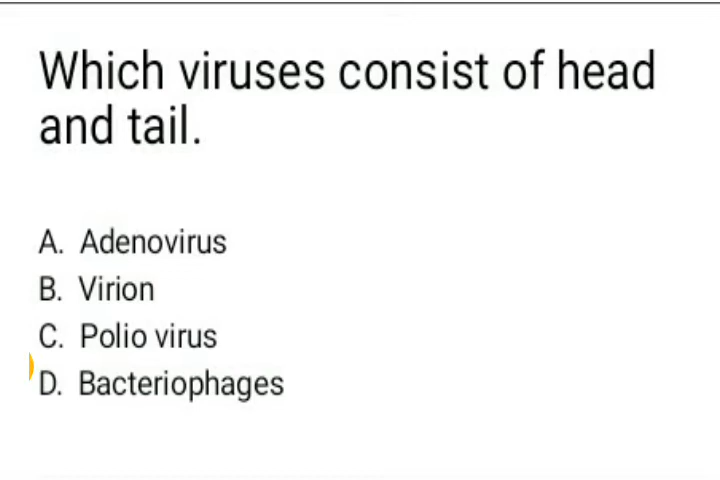 Which viruses consist of head
and tail.
A. Adenovirus
B. Virion
C. Polio virus
D. Bacteriophages